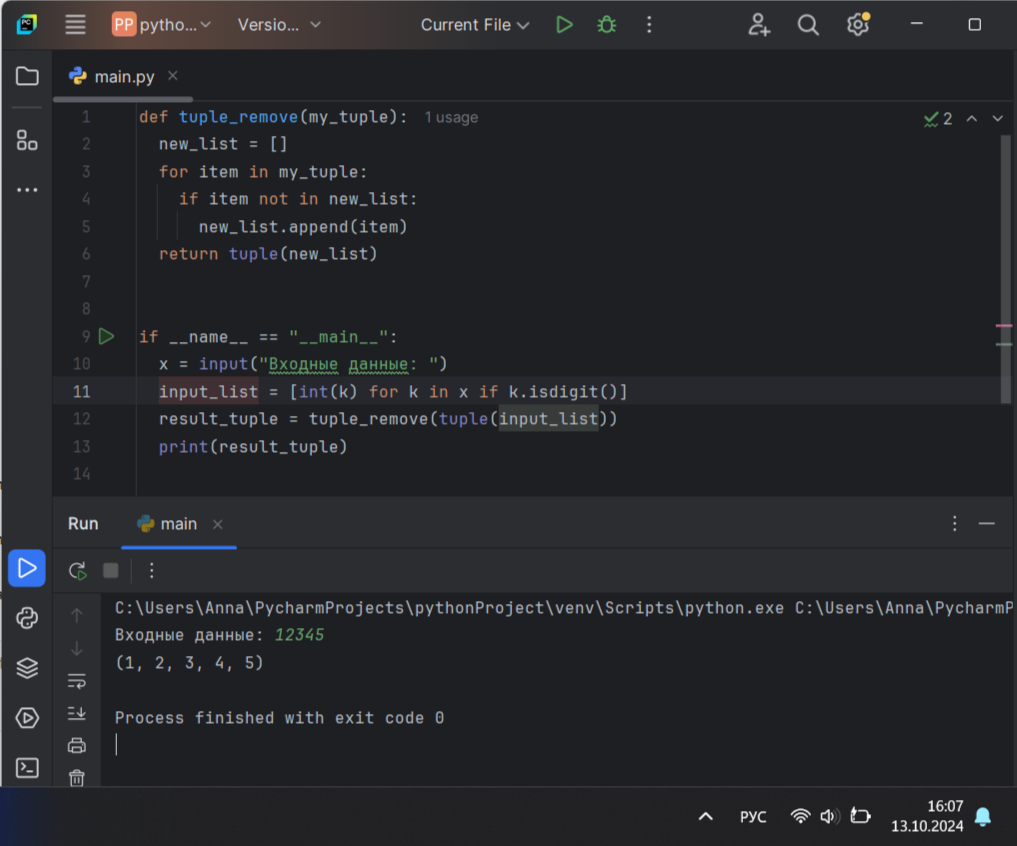 PC
PP pytho... Versio... Current File
main.py
1 def tuple_remove(my_tuple): 1 usage
2 2
2 new_list = []
3 for item in my_tuple:
4 if item not in new_list:
5 new_list.append(item)
6 return tuple(new_list)
7
8
9 if __name__ == "__main__":
10 x = input("Входные данные: ")
11 input_list = [int(k) for k in x if k.isdigit()]
12 result_tuple = tuple_remove(tuple(input_list))
13 print(result_tuple)
14
Run main
C:\Users\Anna\PycharmProjects\pythonProject\venv\Scripts\python.exe C:\Users\Anna\PycharmP
Входные данные: 12345
(1, 2, 3, 4, 5)
Process finished with exit code 0
РУС
16:07
13.10.2024